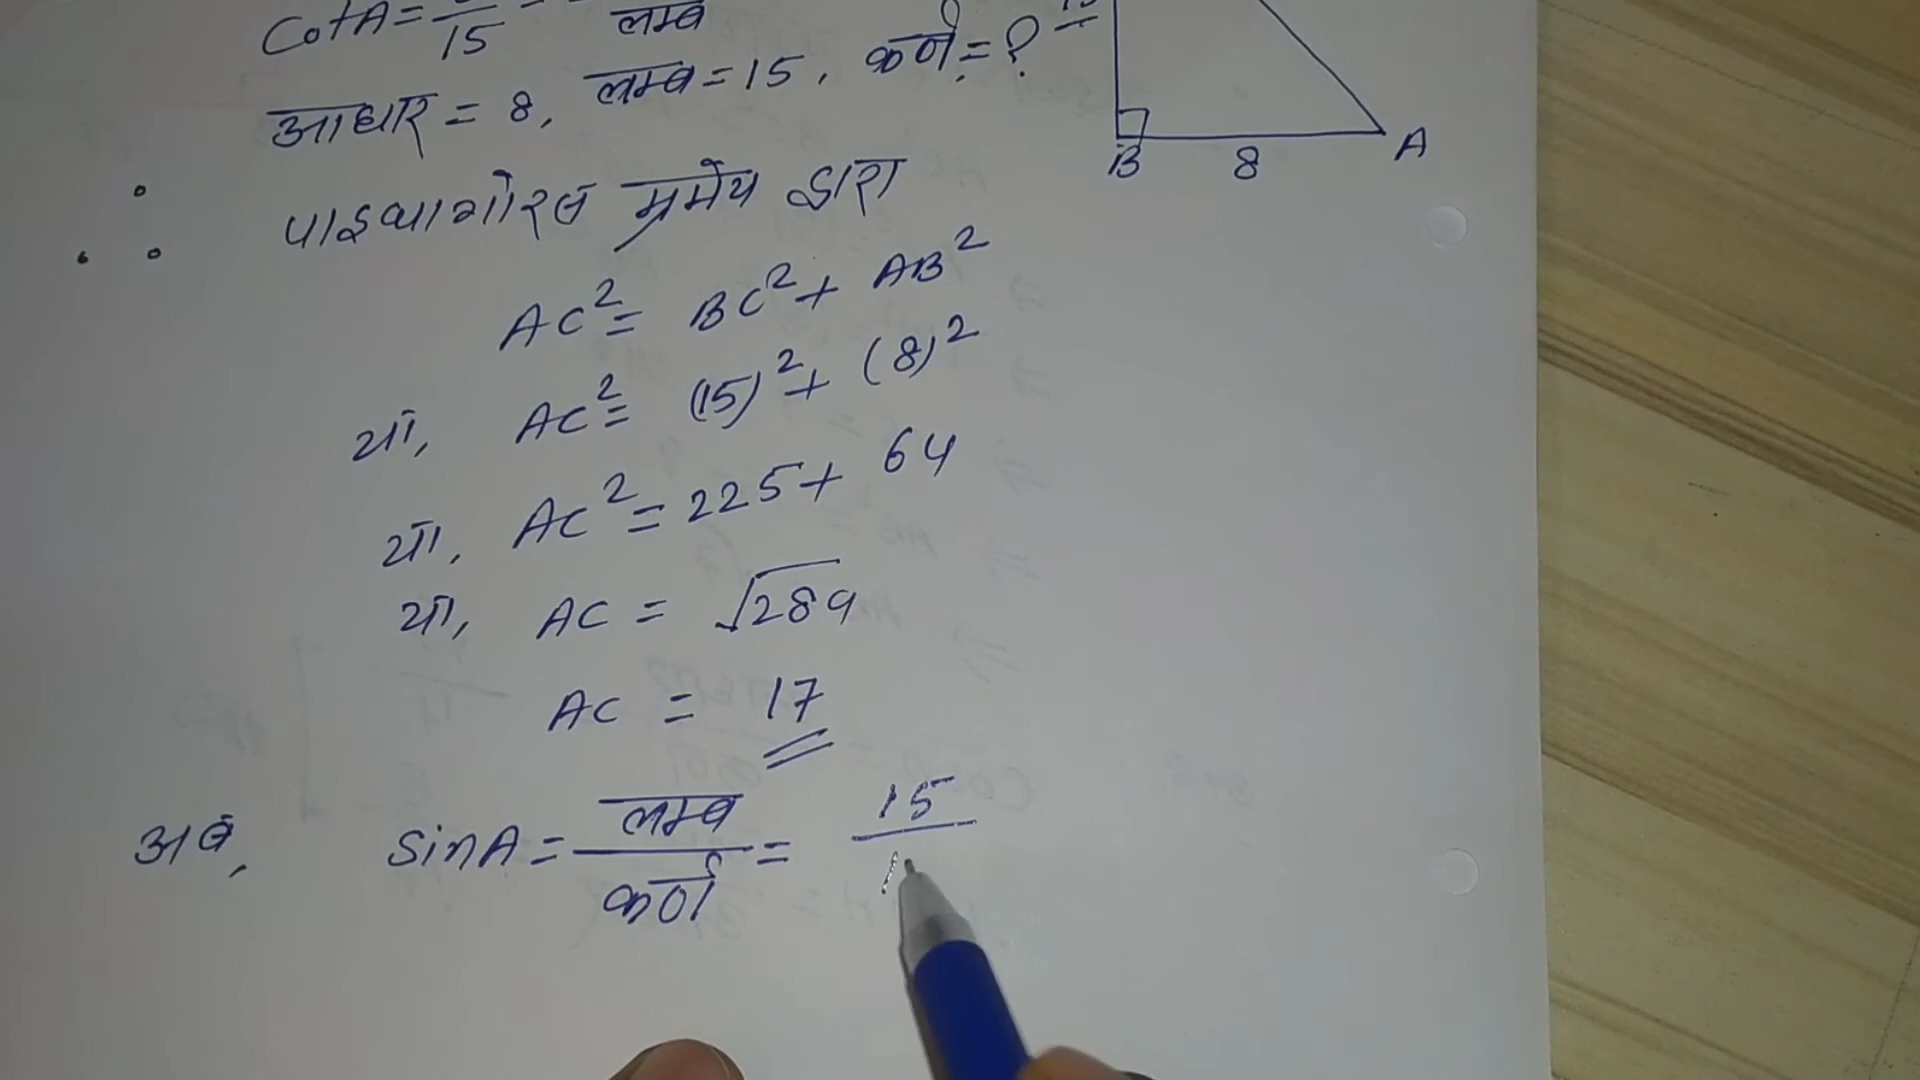 CotA = /15 = /लम्ब
आधार = 8, लम्ब = 15, कर्ण = ?
B 8 A
∴ पाइथागोरस प्रमेय द्वारा
AC² = BC² + AB²
या, AC² = (15)² + (8)²
या, AC² = 225 + 64
या, AC = √289
AC = 17
अब, sinA = लम्ब/कर्ण = 15/1